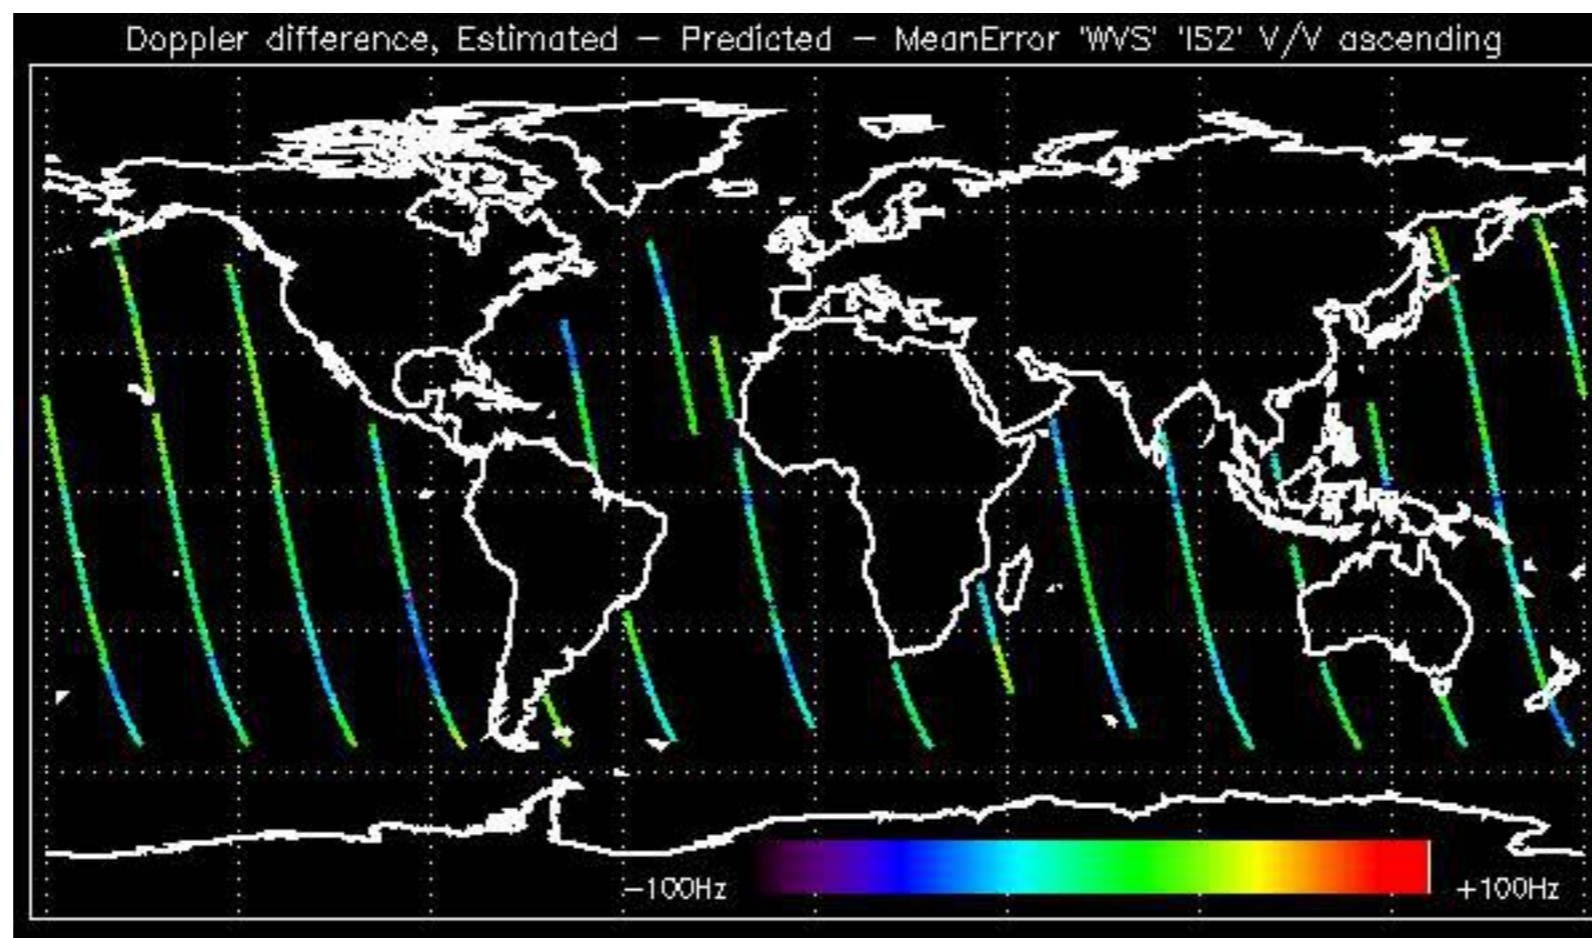 Doppler difference, Estimated – Predicted – MeanError 'WVS' 'IS2' V/V ascending
–100Hz +100Hz